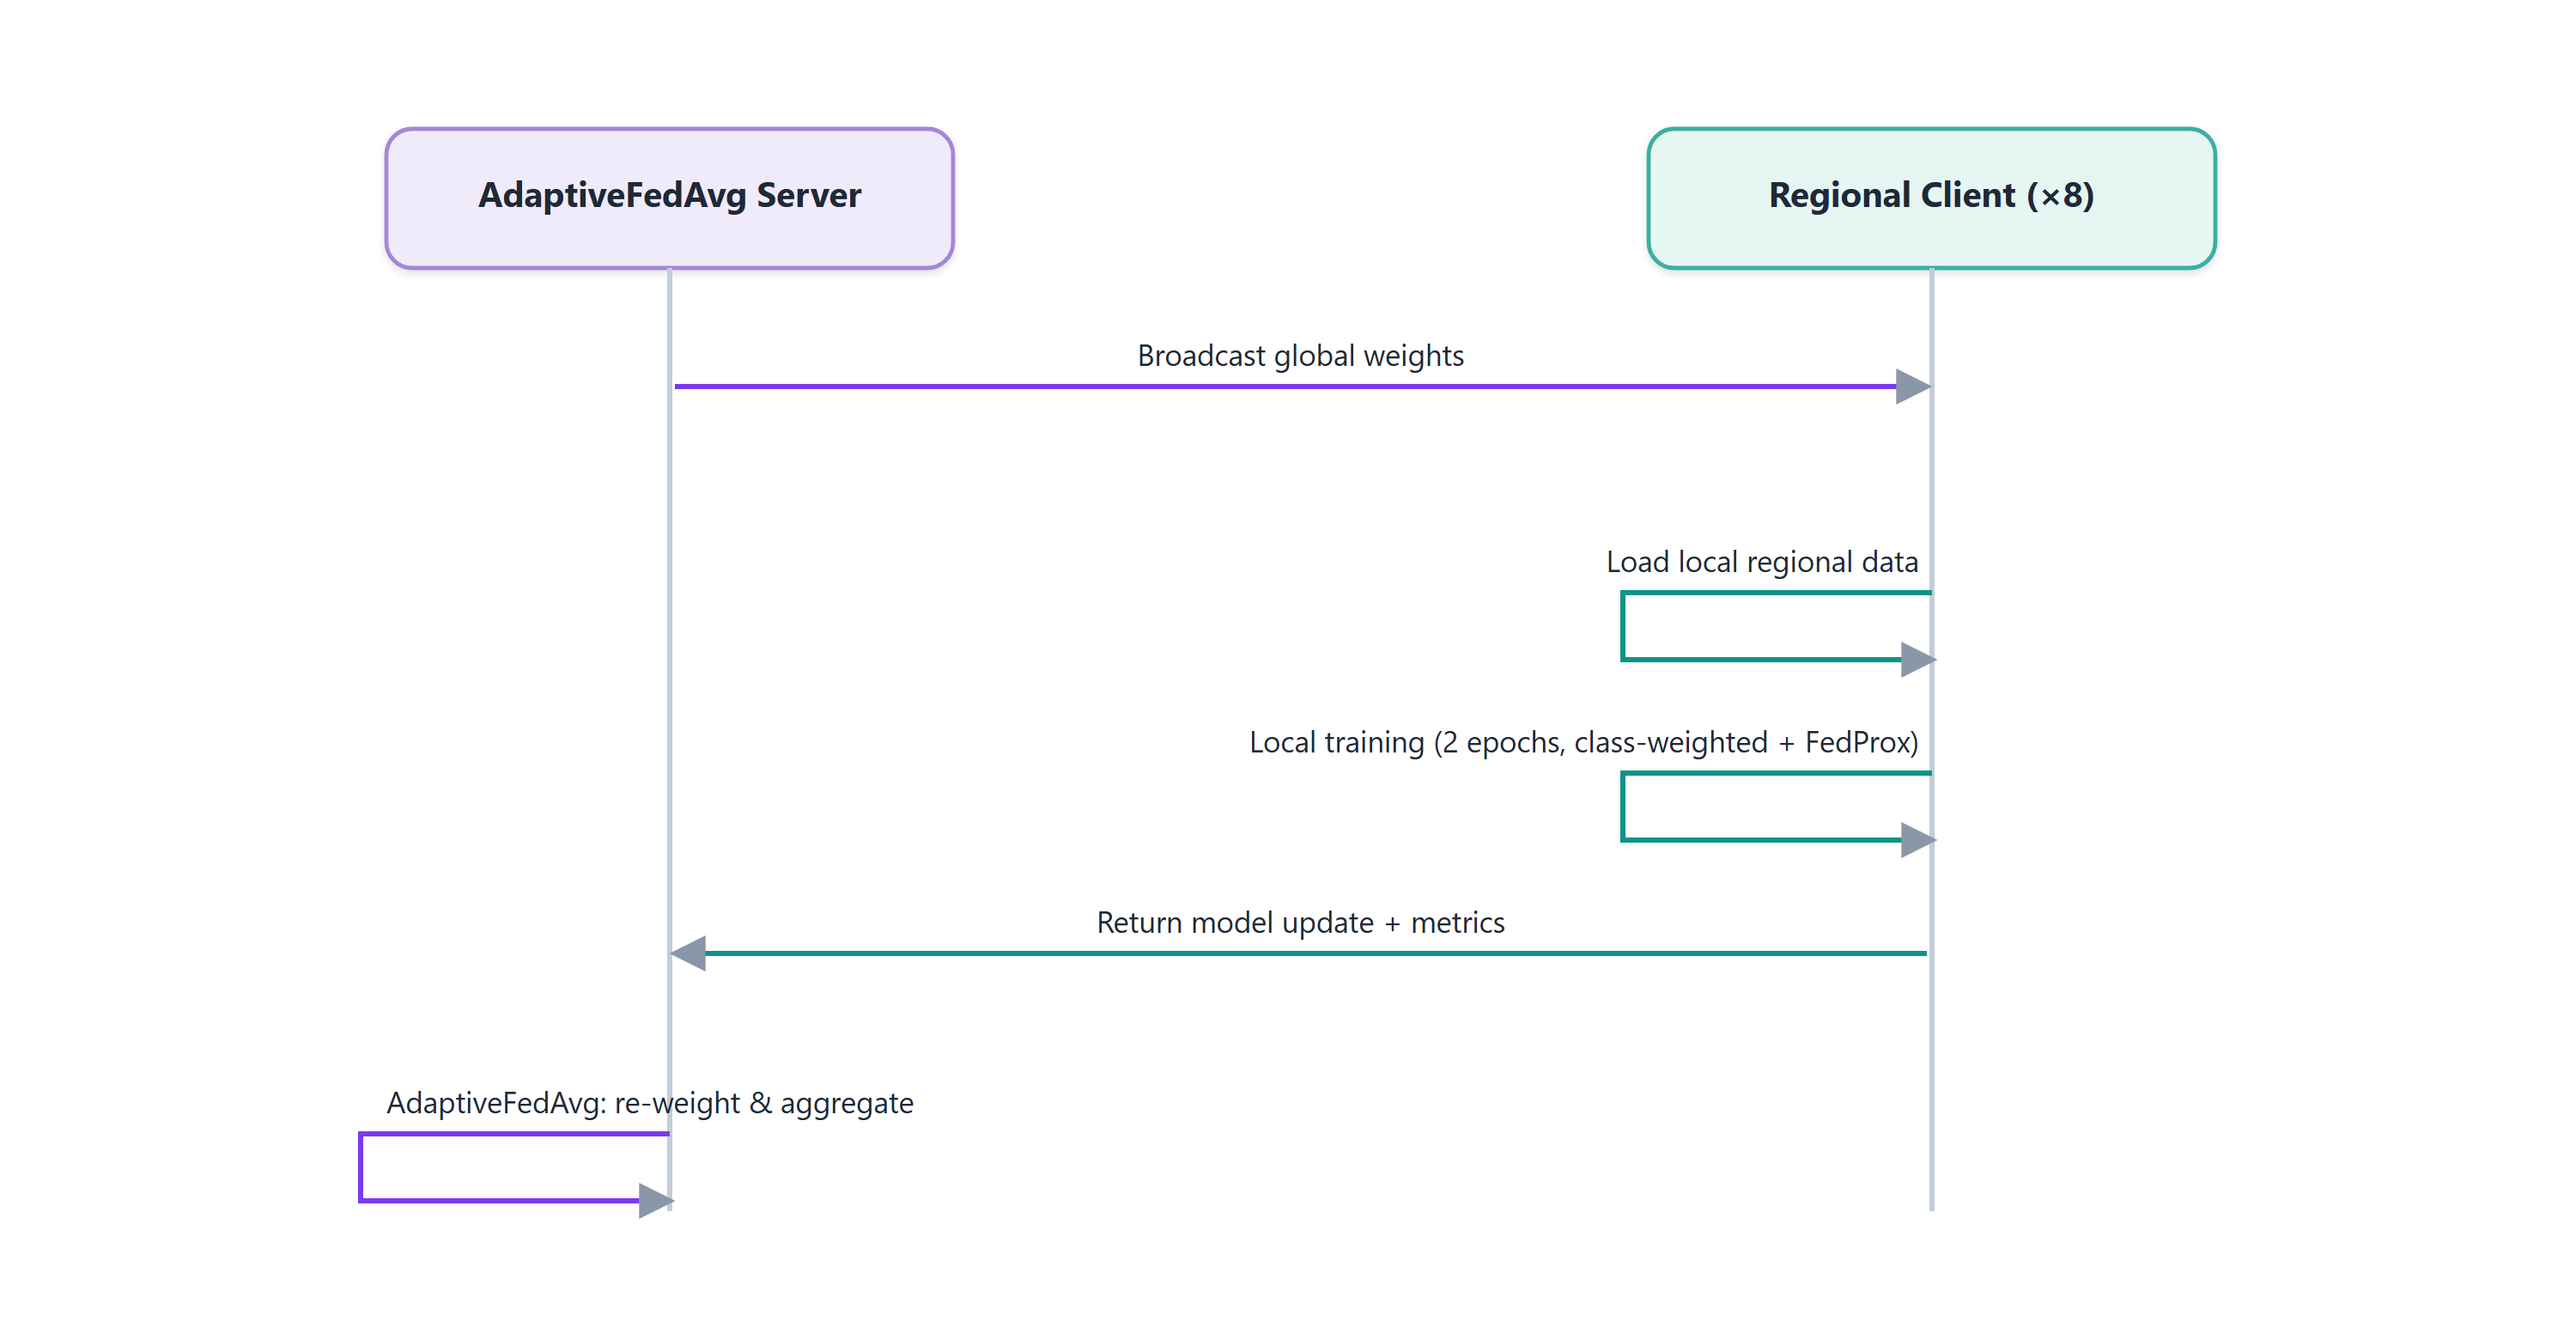 AdaptiveFedAvg Server
Regional Client (×8)
Broadcast global weights
Load local regional data
Local training (2 epochs, class-weighted + FedProx)
Return model update + metrics
AdaptiveFedAvg: re-weight & aggregate